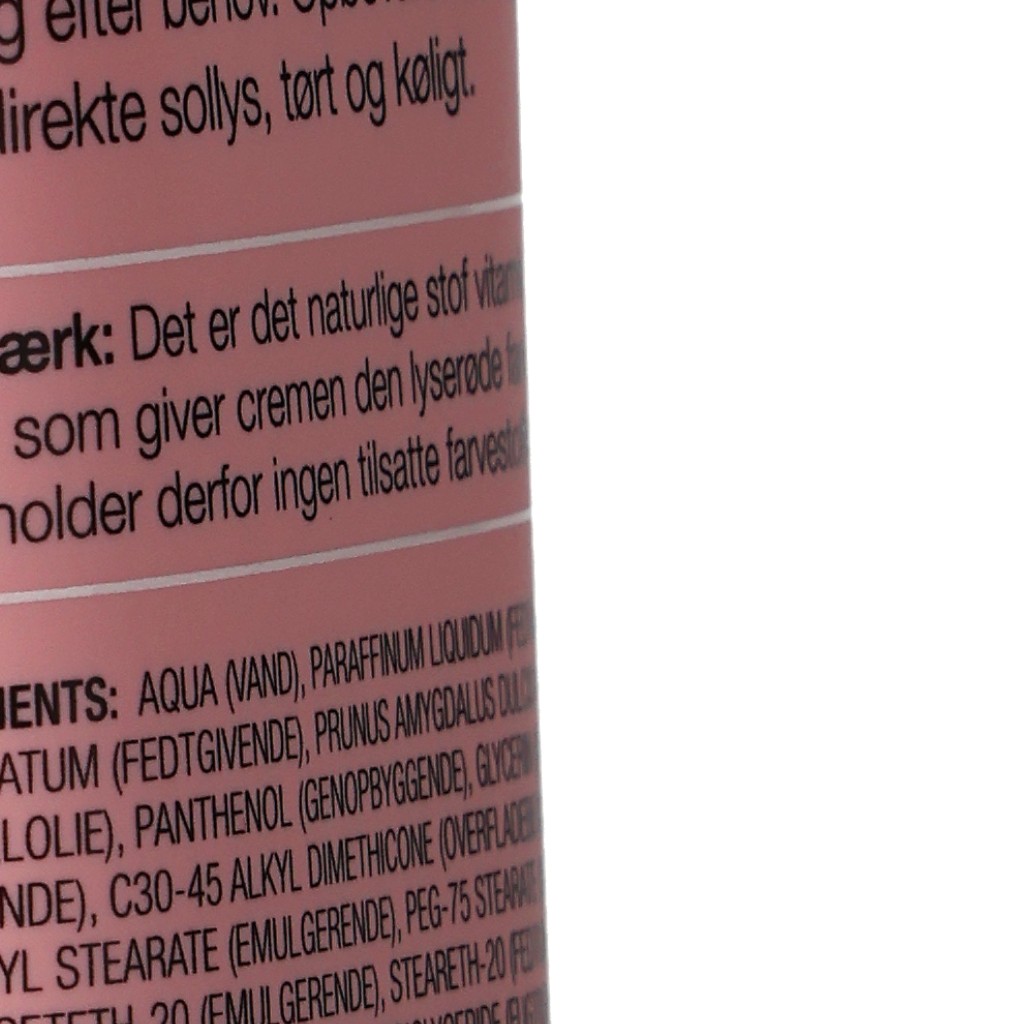 efter behov.
direkte sollys, tørt og køligt.
ærk: Det er det naturlige stof
som giver cremen den lyserøde
holder derfor ingen tilsatte
IENTS: AQUA (VAND), PARAFFINUM LIQUIDUM
ATUM (FEDTGIVENDE), PRUNUS AMYGDALUS
LOLIE), PANTHENOL (GENOPBYGGENDE),
NDE), C30-45 ALKYL DIMETHICONE
YL STEARATE (EMULGERENDE), PEG-75 STEARATE
20 (EMULGERENDE), STEARETH-20